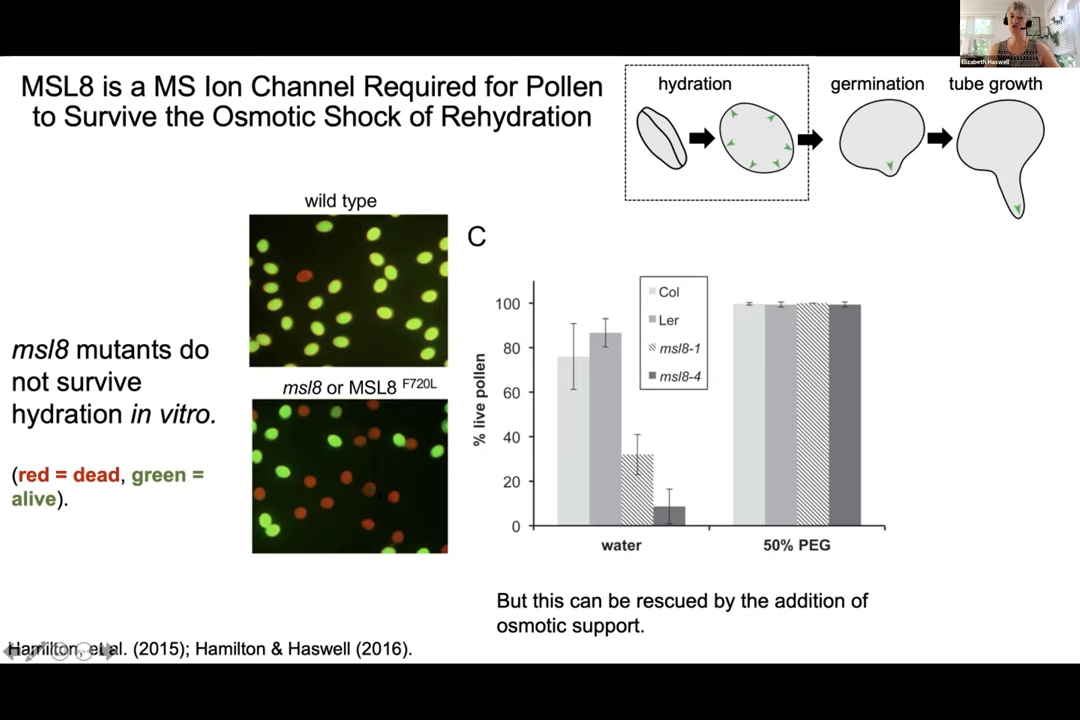 Elizabeth Haswell
MSL8 is a MS Ion Channel Required for Pollen
to Survive the Osmotic Shock of Rehydration
hydration
germination
tube growth
wild type
C
msl8 mutants do
not survive
hydration in vitro.
(red = dead, green =
alive).
msl8 or MSL8 F720L
% live pollen
100
80
60
40
20
0
Col
Ler
msl8-1
msl8-4
water
50% PEG
But this can be rescued by the addition of
osmotic support.
Hamilton, et al. (2015); Hamilton & Haswell (2016).